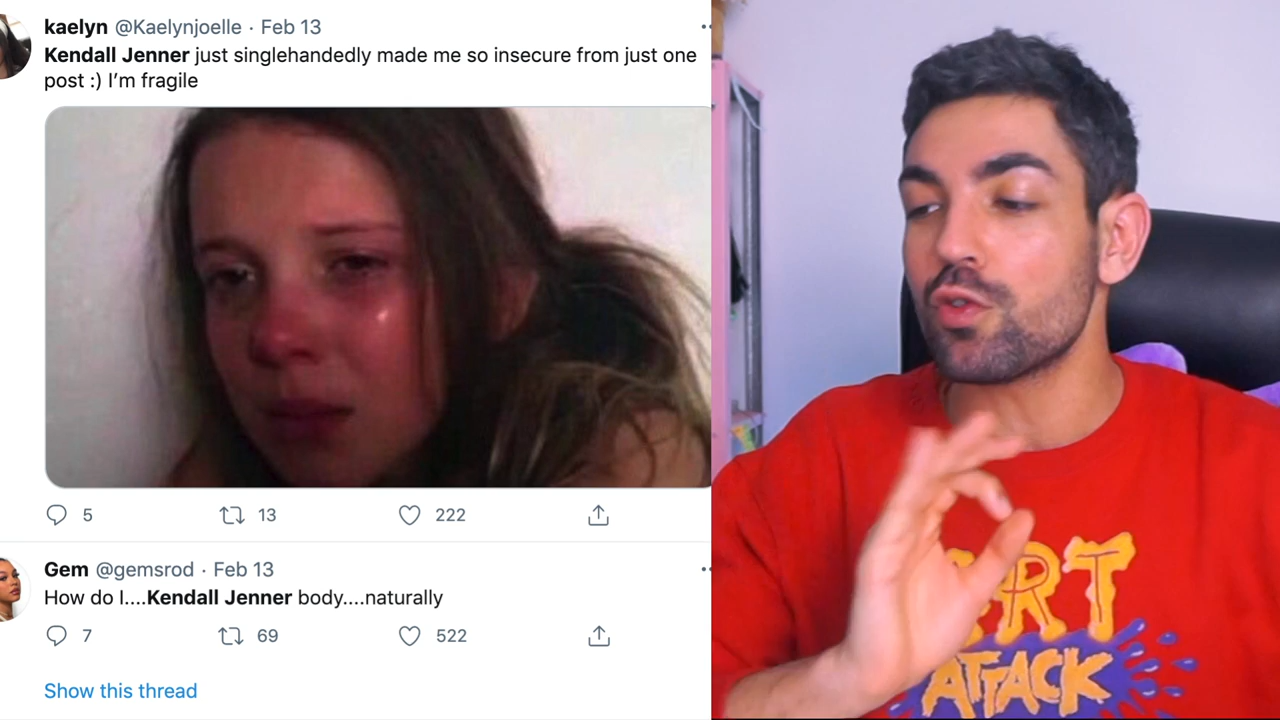 kaelyn @Kaelynjoelle · Feb 13
Kendall Jenner just singlehandedly made me so insecure from just one
post :) I’m fragile
5 13 222
Gem @gemsrod · Feb 13
How do I....Kendall Jenner body....naturally
7 69 522
Show this thread
ART
ATTACK